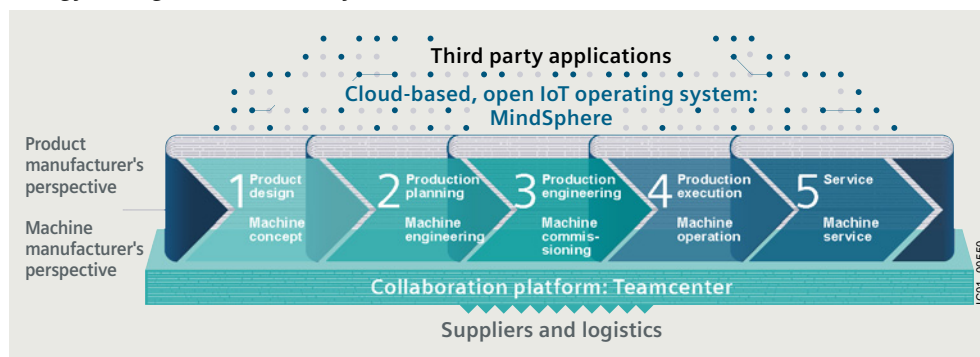 Third party applications
Cloud-based, open IoT operating system:
MindSphere
Product
manufacturer's
perspective
Machine
manufacturer's
perspective
1 Product
design
Machine
concept
2 Production
planning
Machine
engineering
3 Production
engineering
Machine
commis-
sioning
4 Production
execution
Machine
operation
5 Service
Machine
service
Collaboration platform: Teamcenter
Suppliers and logistics